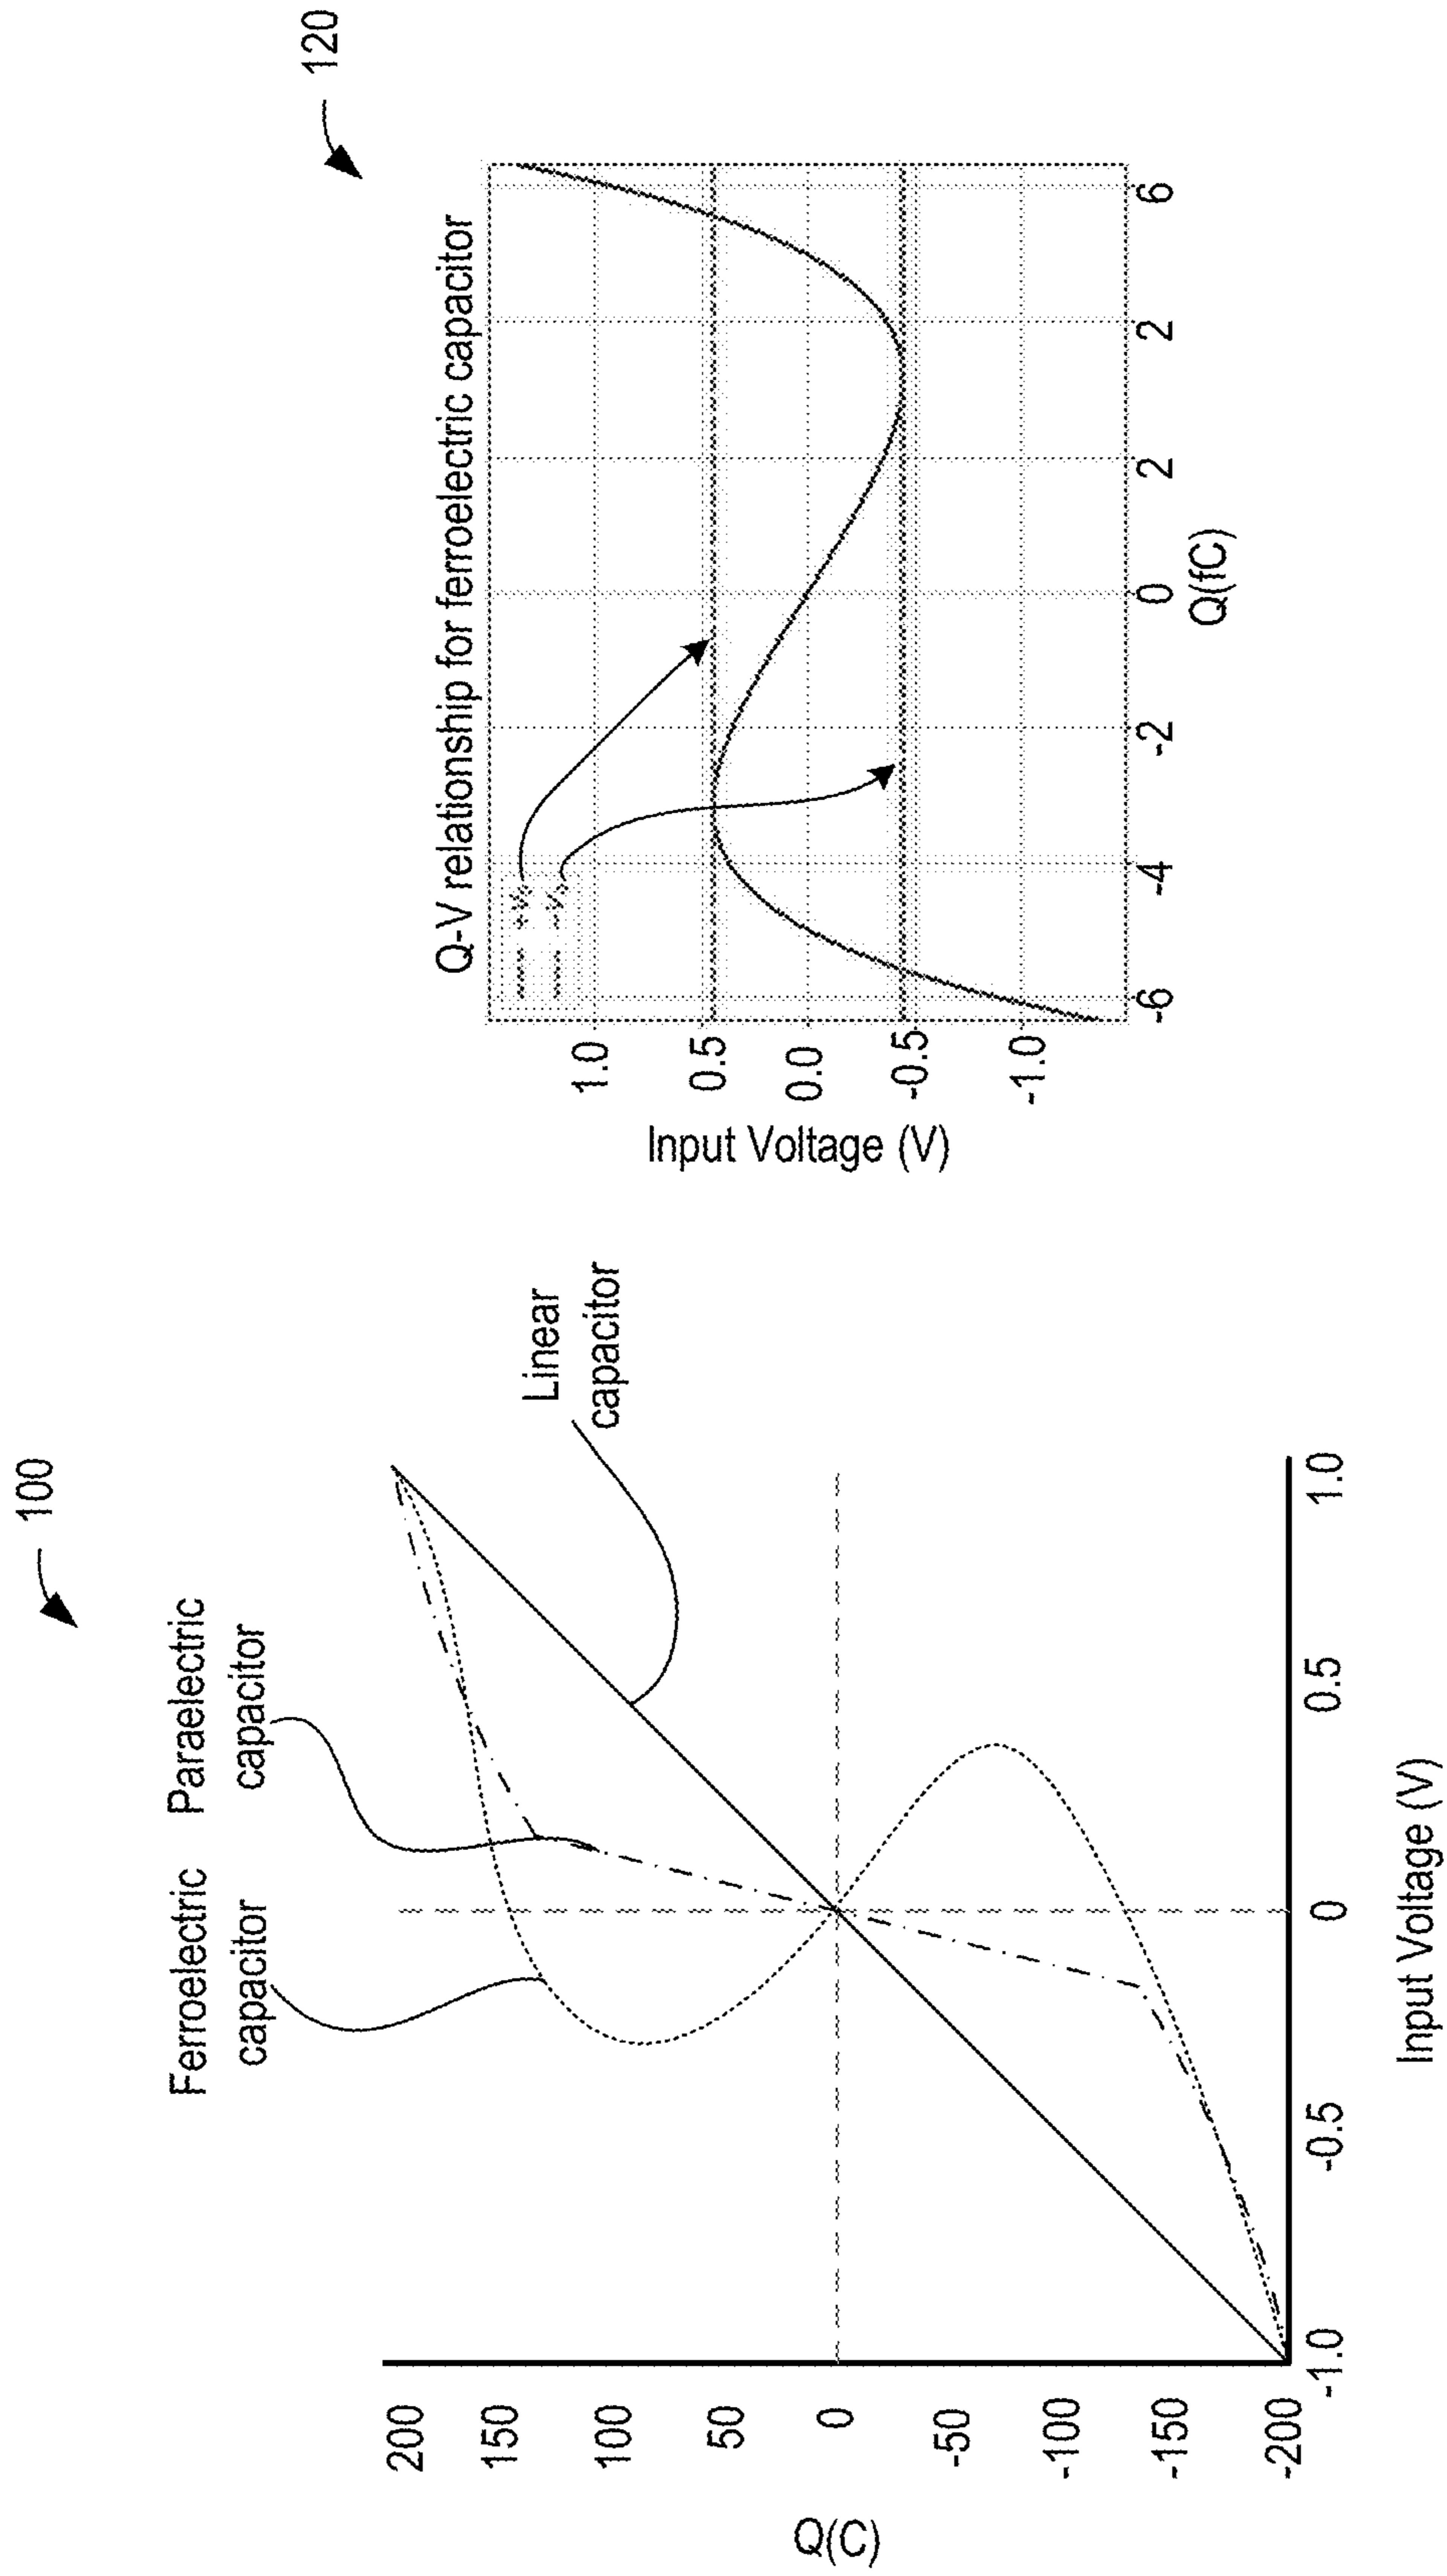 100
Ferroelectric
capacitor
Paraelectric
capacitor
Linear
capacitor
Q(C)
200
150
100
50
0
-50
-100
-150
-200
-1.0
-0.5
0
0.5
1.0
Input Voltage (V)
120
Q-V relationship for ferroelectric capacitor
Input Voltage (V)
1.0
0.5
0.0
-0.5
-1.0
-6
-4
-2
0
2
2
6
Q(fC)